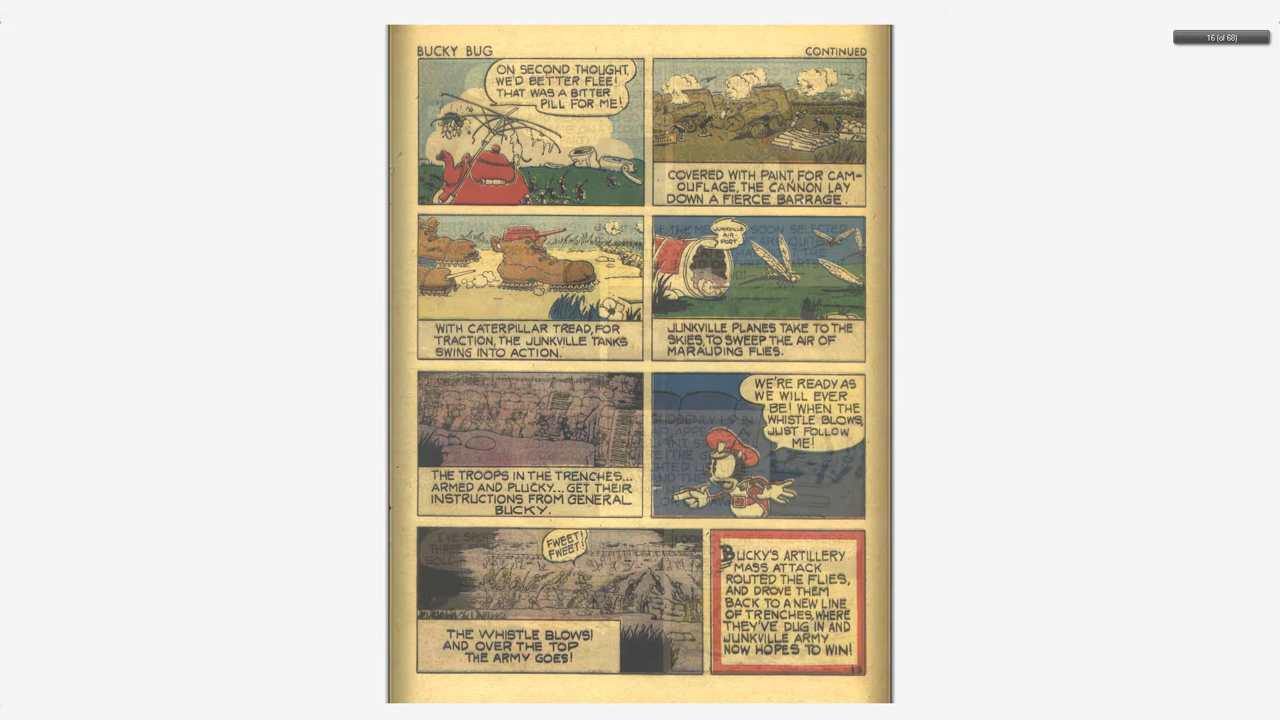 16 (of 68)
BUCKY BUG
CONTINUED
ON SECOND THOUGHT,
WE'D BETTER FLEE!
THAT WAS A BITTER
PILL FOR ME!
COVERED WITH PAINT, FOR CAM-
OUFLAGE, THE CANNON LAY
DOWN A FIERCE BARRAGE.
WITH CATERPILLAR TREAD, FOR
TRACTION, THE JUNKVILLE TANKS
SWING INTO ACTION.
JUNKVILLE
AIR-
PORT
JUNKVILLE PLANES TAKE TO THE
SKIES, TO SWEEP THE AIR OF
MARAUDING FLIES.
THE TROOPS IN THE TRENCHES...
ARMED AND PLUCKY... GET THEIR
INSTRUCTIONS FROM GENERAL
BUCKY.
WE'RE READY AS
WE WILL EVER
BE! WHEN THE
WHISTLE BLOWS,
JUST FOLLOW
ME!
FWEET!
FWEET!
THE WHISTLE BLOWS!
AND OVER THE TOP
THE ARMY GOES!
BUCKY'S ARTILLERY
MASS ATTACK
ROUTED THE FLIES,
AND DROVE THEM
BACK TO A NEW LINE
OF TRENCHES, WHERE
THEY'VE DUG IN AND
JUNKVILLE ARMY
NOW HOPES TO WIN!
13